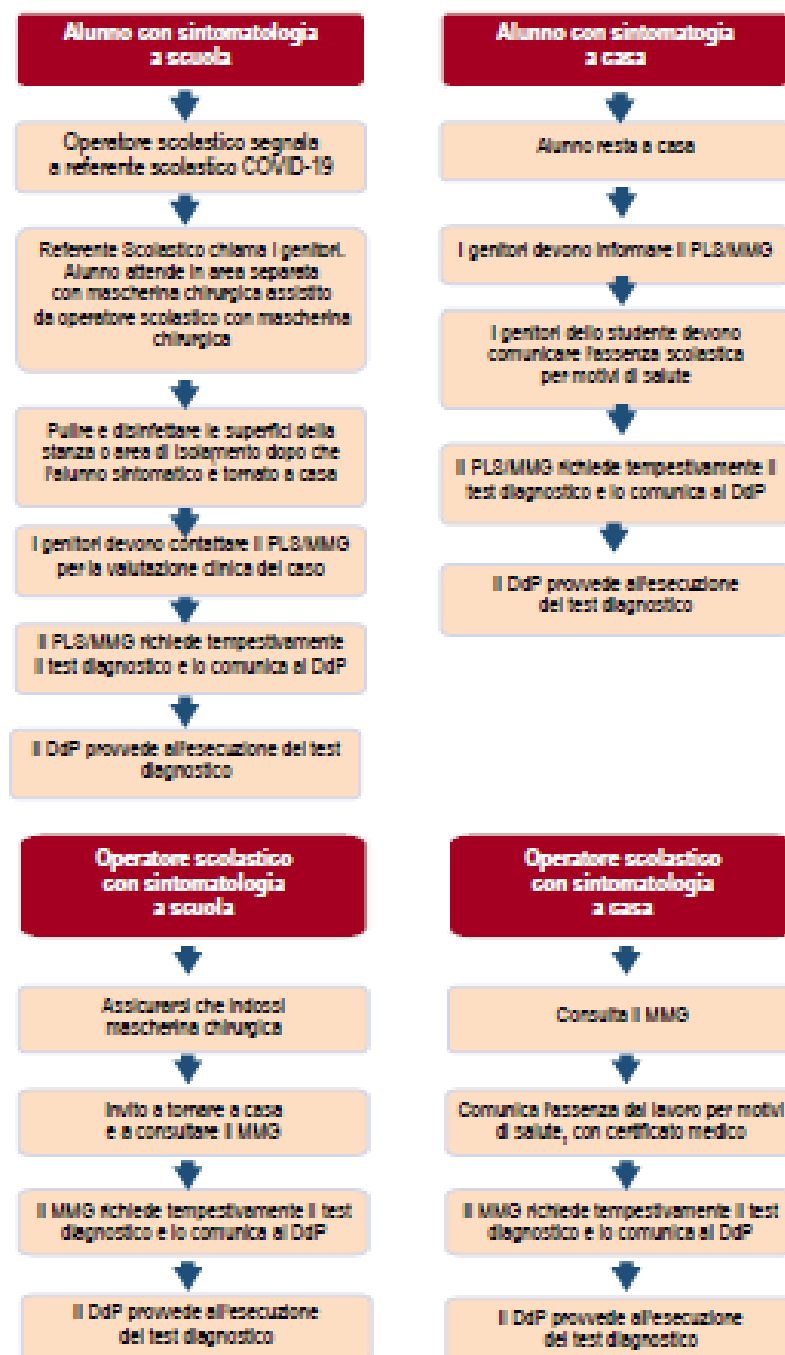 Alunno con sintomatologia
a scuola
Operatore scolastico segnala
a referente scolastico COVID-19
Referente Scolastico chiama i genitori.
Alunno attende in area separata
con mascherina chirurgica assistito
da operatore scolastico con mascherina
chirurgica
Pulire e disinfettare le superfici della
stanza o area di isolamento dopo che
l'alunno sintomatico è tornato a casa
I genitori devono contattare il PLS/MMG
per la valutazione clinica del caso
Il PLS/MMG richiede tempestivamente
il test diagnostico e lo comunica al DdP
Il DdP provvede all'esecuzione del test
diagnostico
Alunno con sintomatogia
a casa
Alunno resta a casa
I genitori devono informare il PLS/MMG
I genitori dello studente devono
comunicare l'assenza scolastica
per motivi di salute
Il PLS/MMG richiede tempestivamente il
test diagnostico e lo comunica al DdP
Il DdP provvede all'esecuzione
del test diagnostico
Operatore scolastico
con sintomatologia
a scuola
Assicurarsi che indossi
mascherina chirurgica
Invito a tornare a casa
e a consultare il MMG
Il MMG richiede tempestivamente il test
diagnostico e lo comunica al DdP
Il DdP provvede all'esecuzione
del test diagnostico
Operatore scolastico
con sintomatologia
a casa
Consulta il MMG
Comunica l'assenza dal lavoro per motivi
di salute, con certificato medico
Il MMG richiede tempestivamente il test
diagnostico e lo comunica al DdP
Il DdP provvede all'esecuzione
del test diagnostico